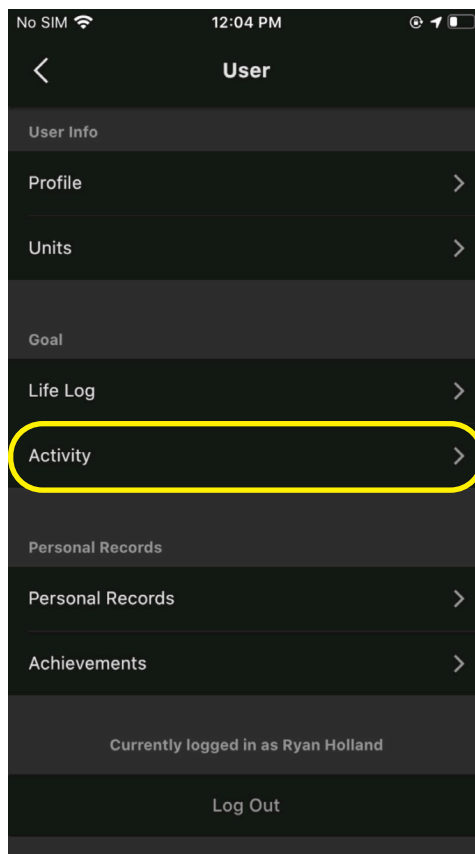 No SIM 12:04 PM
User
User Info
Profile
Units
Goal
Life Log
Activity
Personal Records
Personal Records
Achievements
Currently logged in as Ryan Holland
Log Out